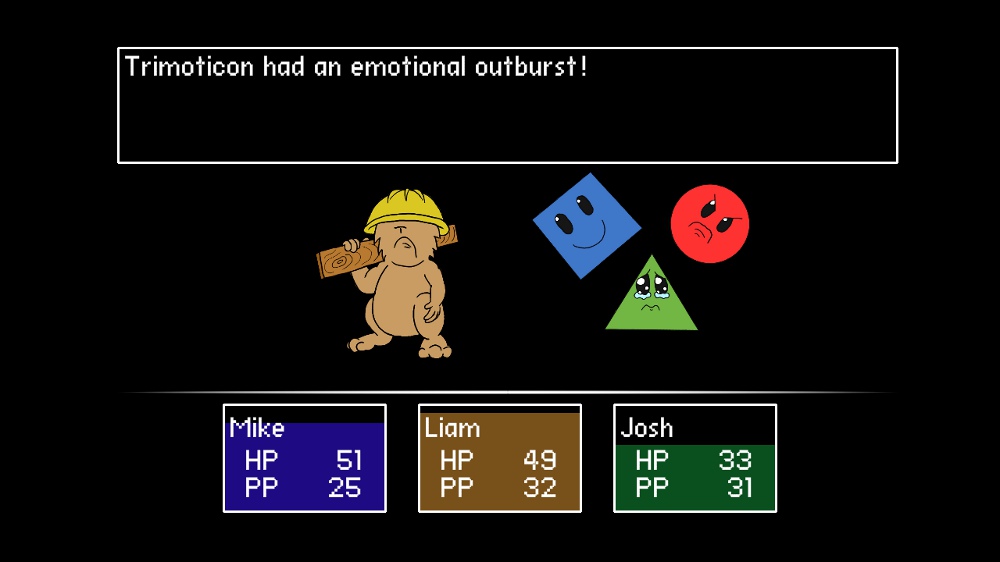 Trimoticon had an emotional outburst!
Mike
HP 51
PP 25
Liam
HP 49
PP 32
Josh
HP 33
PP 31